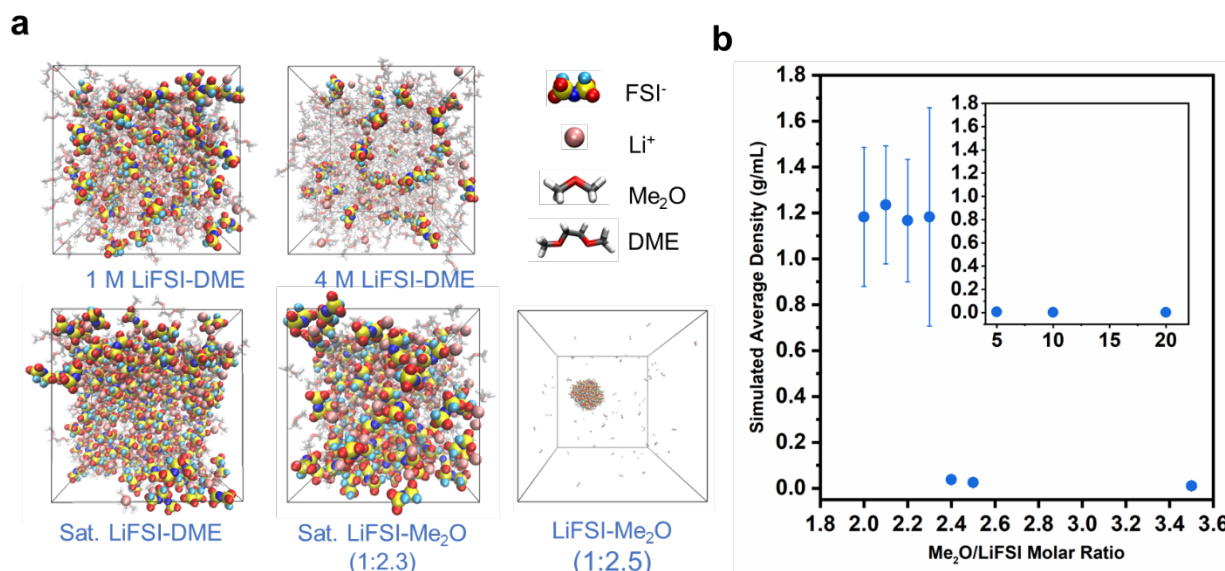 a
1 M LiFSI-DME
4 M LiFSI-DME
FSI⁻
Li⁺
Me₂O
DME
Sat. LiFSI-DME
Sat. LiFSI-Me₂O
(1:2.3)
LiFSI-Me₂O
(1:2.5)
b
Simulated Average Density (g/mL)
1.8
1.6
1.4
1.2
1.0
0.8
0.6
0.4
0.2
0.0
1.8 2.0 2.2 2.4 2.6 2.8 3.0 3.2 3.4 3.6
Me₂O/LiFSI Molar Ratio
1.8
1.6
1.4
1.2
1.0
0.8
0.6
0.4
0.2
0.0
5 10 15 20